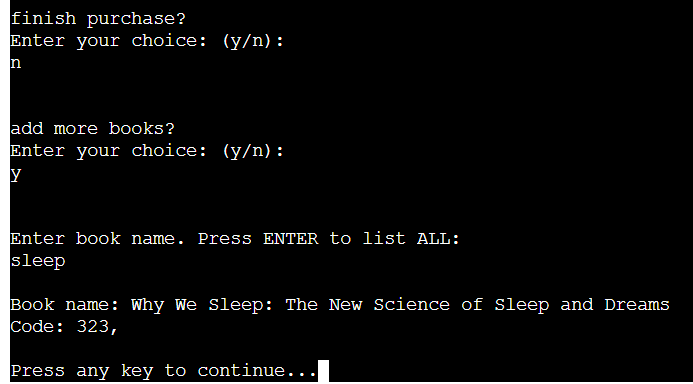 finish purchase?
Enter your choice: (y/n):
n
add more books?
Enter your choice: (y/n):
y
Enter book name. Press ENTER to list ALL:
sleep
Book name: Why We Sleep: The New Science of Sleep and Dreams
Code: 323,
Press any key to continue...